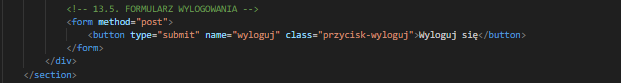 <!-- 13.5. FORMULARZ WYLOGOWANIA -->
<form method="post">
<button type="submit" name="wyloguj" class="przycisk-wyloguj">Wyloguj się</button>
</form>
</div>
</section>